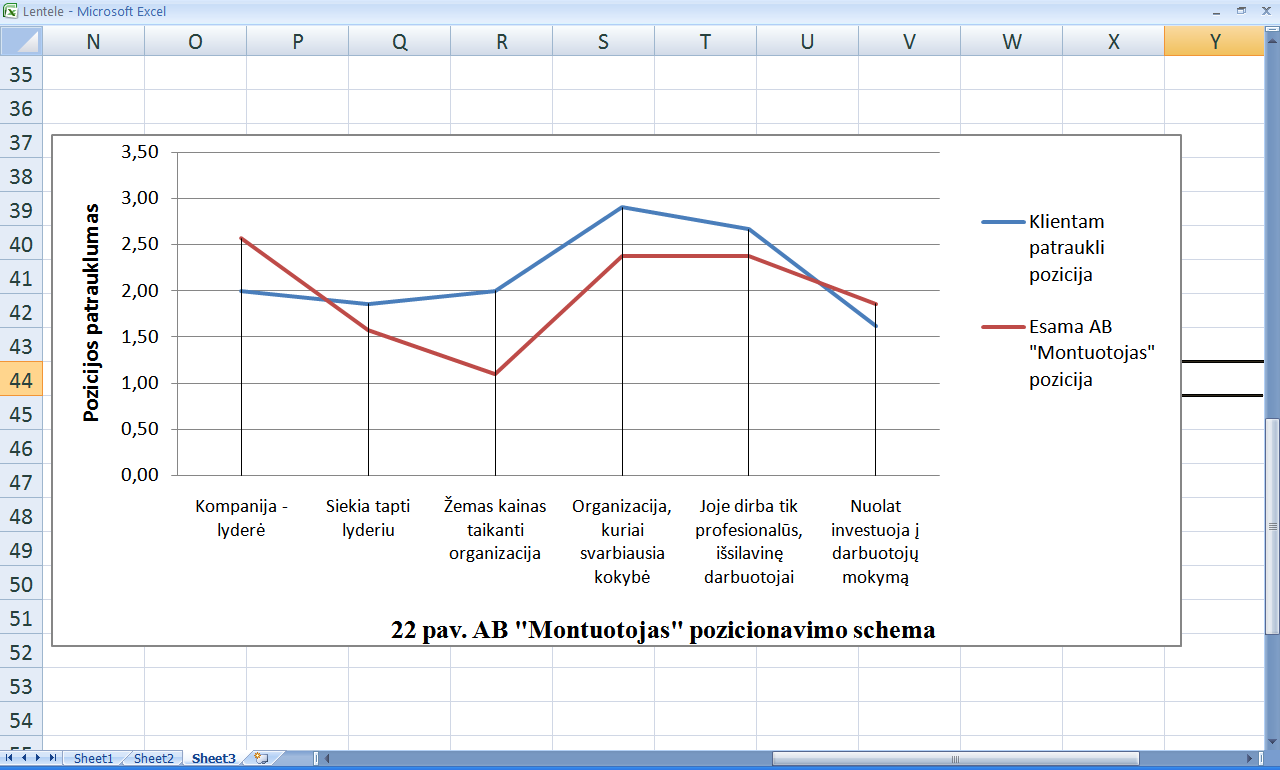 Lentele - Microsoft Excel
N O P Q R S T U V W X Y
35
36
37
38
39
40
41
42
43
44
45
46
47
48
49
50
51
52
53
54
55
3,50
3,00
2,50
2,00
1,50
1,00
0,50
0,00
Pozicijos patrauklumas
Kompanija -
lyderė
Siekia tapti
lyderiu
Žemas kainas
taikanti
organizacija
Organizacija,
kuriai
svarbiausia
kokybė
Joje dirba tik
profesionalūs,
išsilavinę
darbuotojai
Nuolat
investuoja į
darbuotojų
mokymą
Klientam
patraukli
pozicija
Esama AB
"Montuotojas"
pozicija
22 pav. AB "Montuotojas" pozicionavimo schema
Sheet1 Sheet2 Sheet3